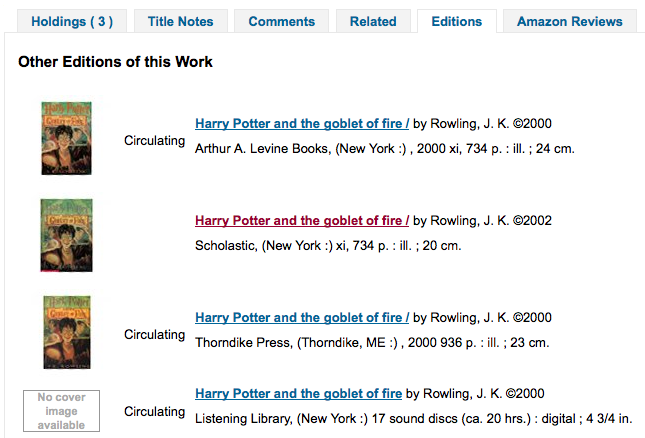 Holdings ( 3 ) Title Notes Comments Related Editions Amazon Reviews
Other Editions of this Work
Harry Potter and the goblet of fire / by Rowling, J. K. ©2000
Circulating
Arthur A. Levine Books, (New York :) , 2000 xi, 734 p. : ill. ; 24 cm.
Harry Potter and the goblet of fire / by Rowling, J. K. ©2002
Scholastic, (New York :) xi, 734 p. : ill. ; 20 cm.
Harry Potter and the goblet of fire / by Rowling, J. K. ©2000
Circulating
Thorndike Press, (Thorndike, ME :) , 2000 936 p. : ill. ; 23 cm.
No cover
image
available
Harry Potter and the goblet of fire by Rowling, J. K. ©2000
Circulating
Listening Library, (New York :) 17 sound discs (ca. 20 hrs.) : digital ; 4 3/4 in.